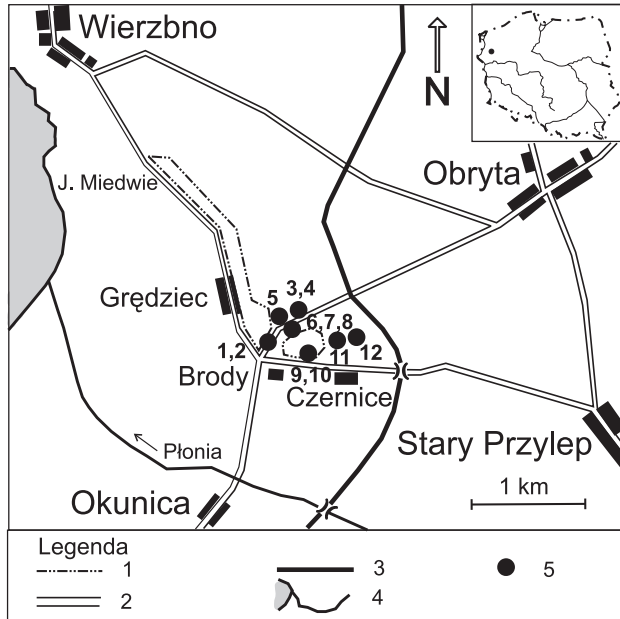 Wierzbno
N
Obryta
J. Miedwie
Grędziec
5
3,4
6,7,8
1,2
11
12
9,10
Brody
Czernice
Stary Przylep
Płonia
Okunica
1 km
Legenda
1
2
3
4
5